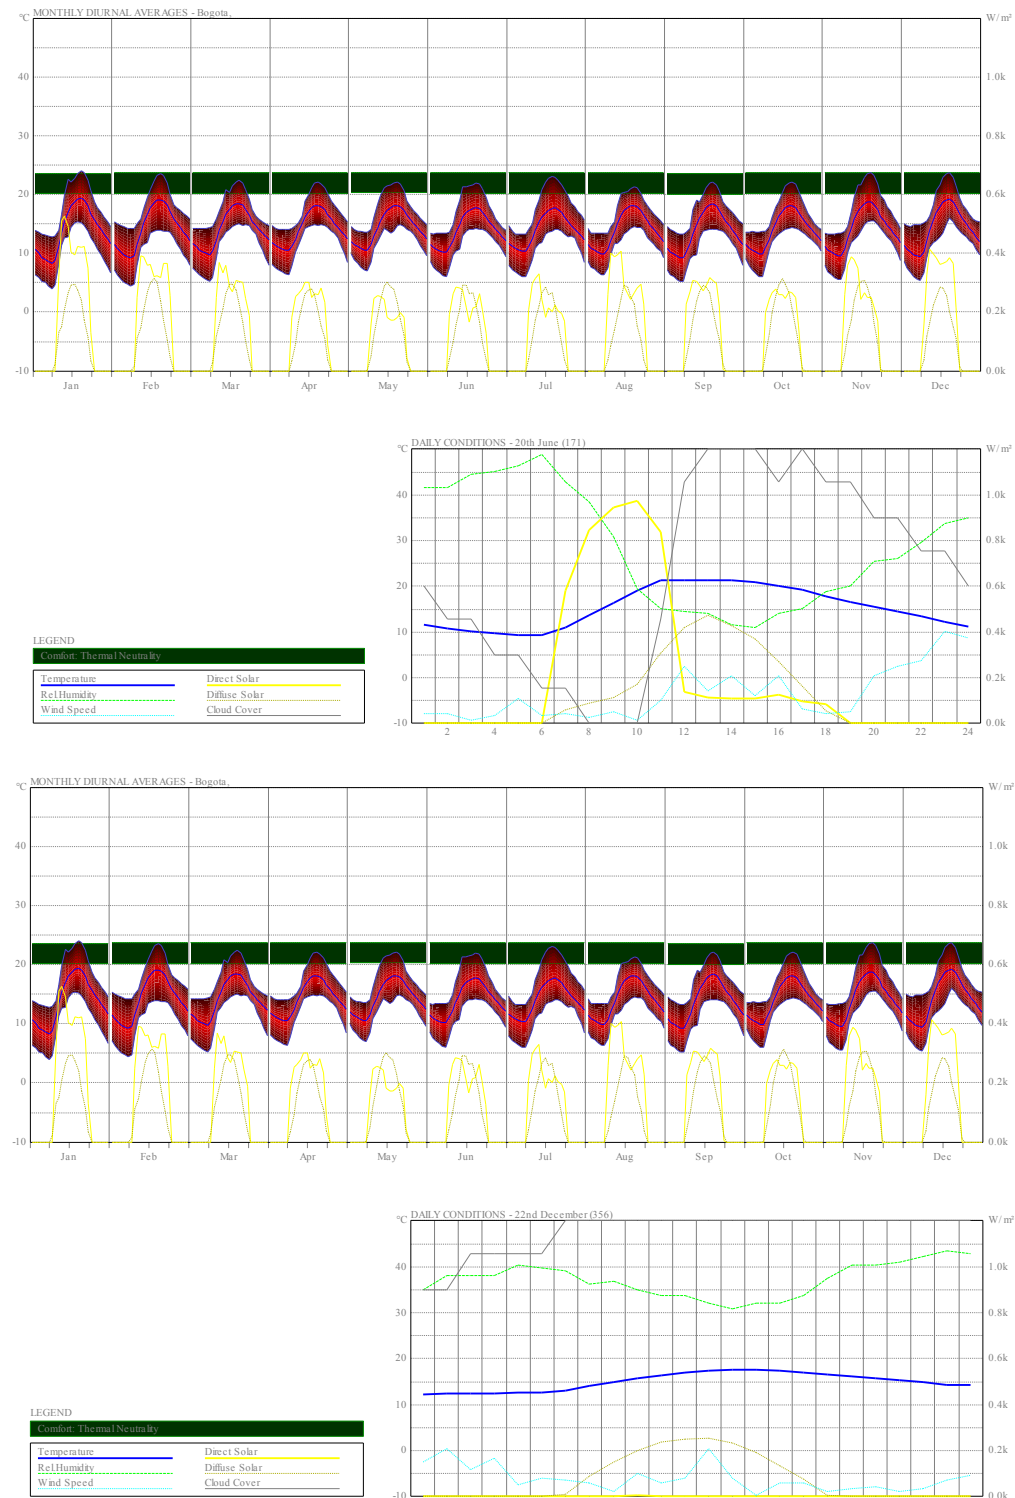 °C MONTHLY DIURNAL AVERAGES - Bogota, W/m²
40 1.0k
30 0.8k
20 0.6k
10 0.4k
0 0.2k
-10 0.0k
Jan Feb Mar Apr May Jun Jul Aug Sep Oct Nov Dec
°C DAILY CONDITIONS - 20th June (171) W/m²
40 1.0k
30 0.8k
20 0.6k
10 0.4k
0 0.2k
-10 0.0k
2 4 6 8 10 12 14 16 18 20 22 24
LEGEND
Comfort: Thermal Neutrality
Temperature Direct Solar
Rel.Humidity Diffuse Solar
Wind Speed Cloud Cover
°C MONTHLY DIURNAL AVERAGES - Bogota, W/m²
40 1.0k
30 0.8k
20 0.6k
10 0.4k
0 0.2k
-10 0.0k
Jan Feb Mar Apr May Jun Jul Aug Sep Oct Nov Dec
°C DAILY CONDITIONS - 22nd December (356) W/m²
40 1.0k
30 0.8k
20 0.6k
10 0.4k
0 0.2k
-10 0.0k
LEGEND
Comfort: Thermal Neutrality
Temperature Direct Solar
Rel.Humidity Diffuse Solar
Wind Speed Cloud Cover